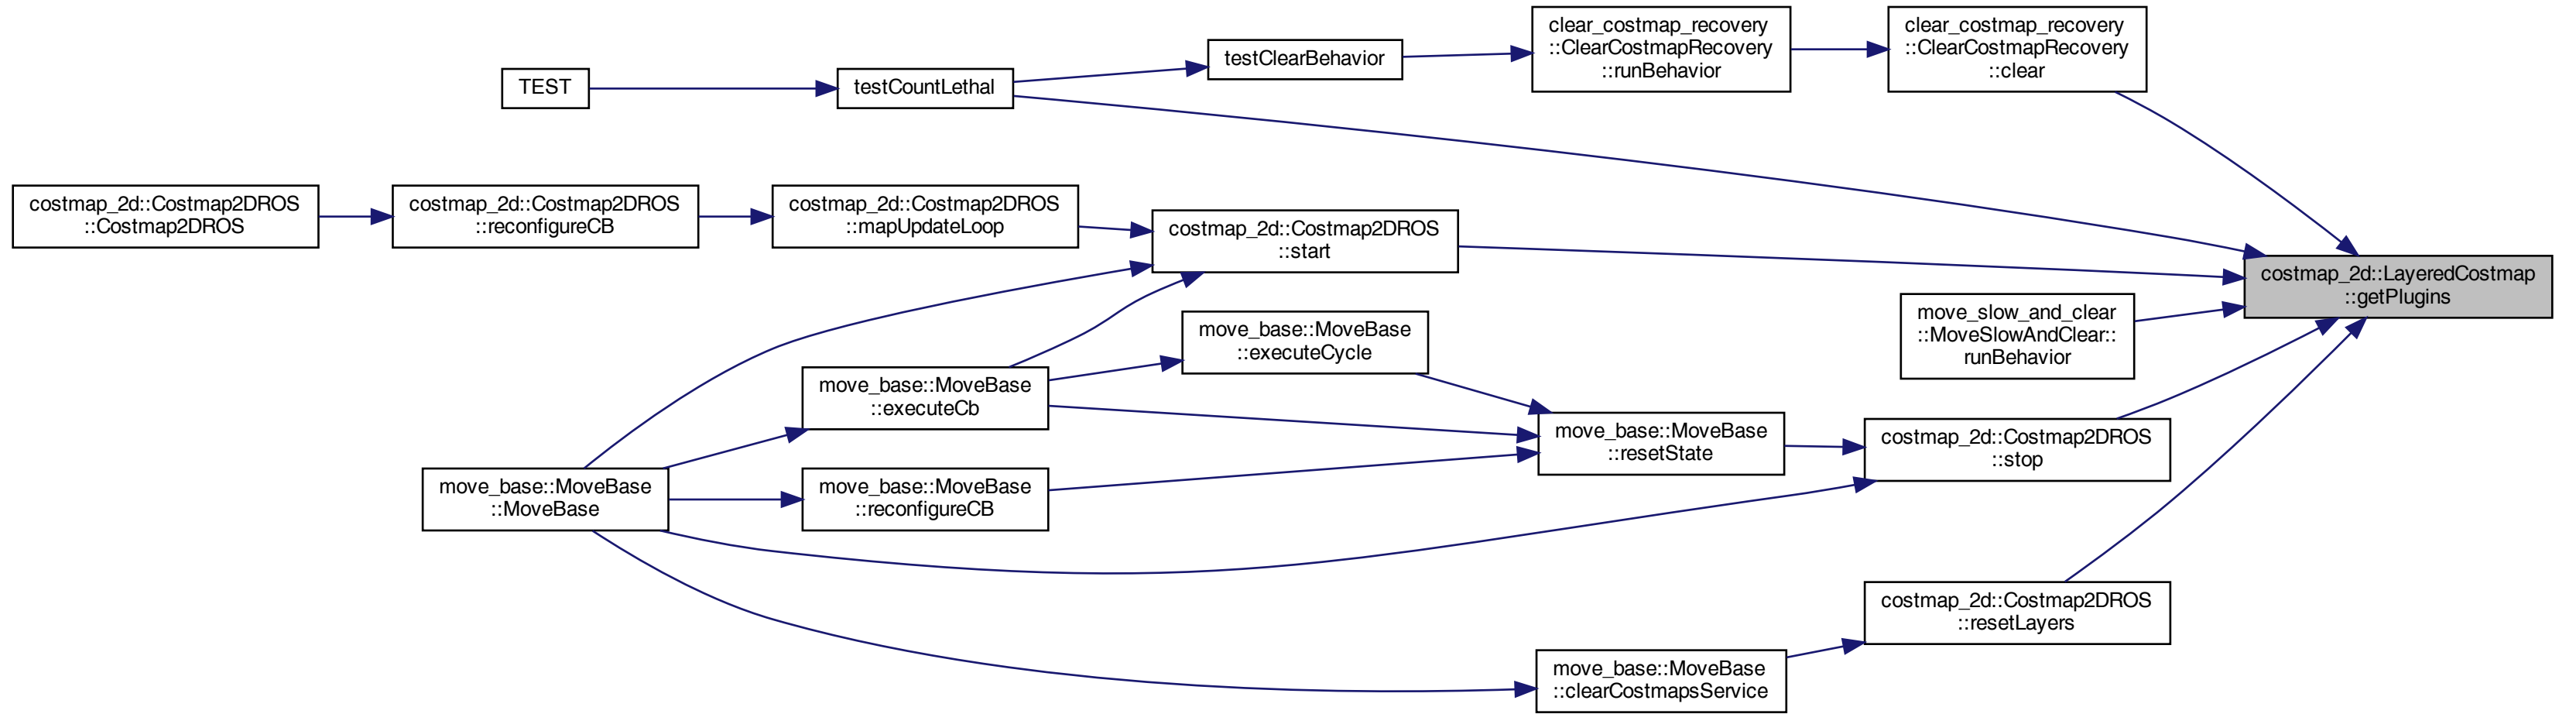 clear_costmap_recovery
::ClearCostmapRecovery
::runBehavior
clear_costmap_recovery
::ClearCostmapRecovery
::clear
testClearBehavior
TEST
testCountLethal
costmap_2d::Costmap2DROS
::Costmap2DROS
costmap_2d::Costmap2DROS
::reconfigureCB
costmap_2d::Costmap2DROS
::mapUpdateLoop
costmap_2d::Costmap2DROS
::start
costmap_2d::LayeredCostmap
::getPlugins
move_slow_and_clear
::MoveSlowAndClear::
runBehavior
move_base::MoveBase
::executeCycle
move_base::MoveBase
::executeCb
move_base::MoveBase
::resetState
costmap_2d::Costmap2DROS
::stop
move_base::MoveBase
::MoveBase
move_base::MoveBase
::reconfigureCB
costmap_2d::Costmap2DROS
::resetLayers
move_base::MoveBase
::clearCostmapsService